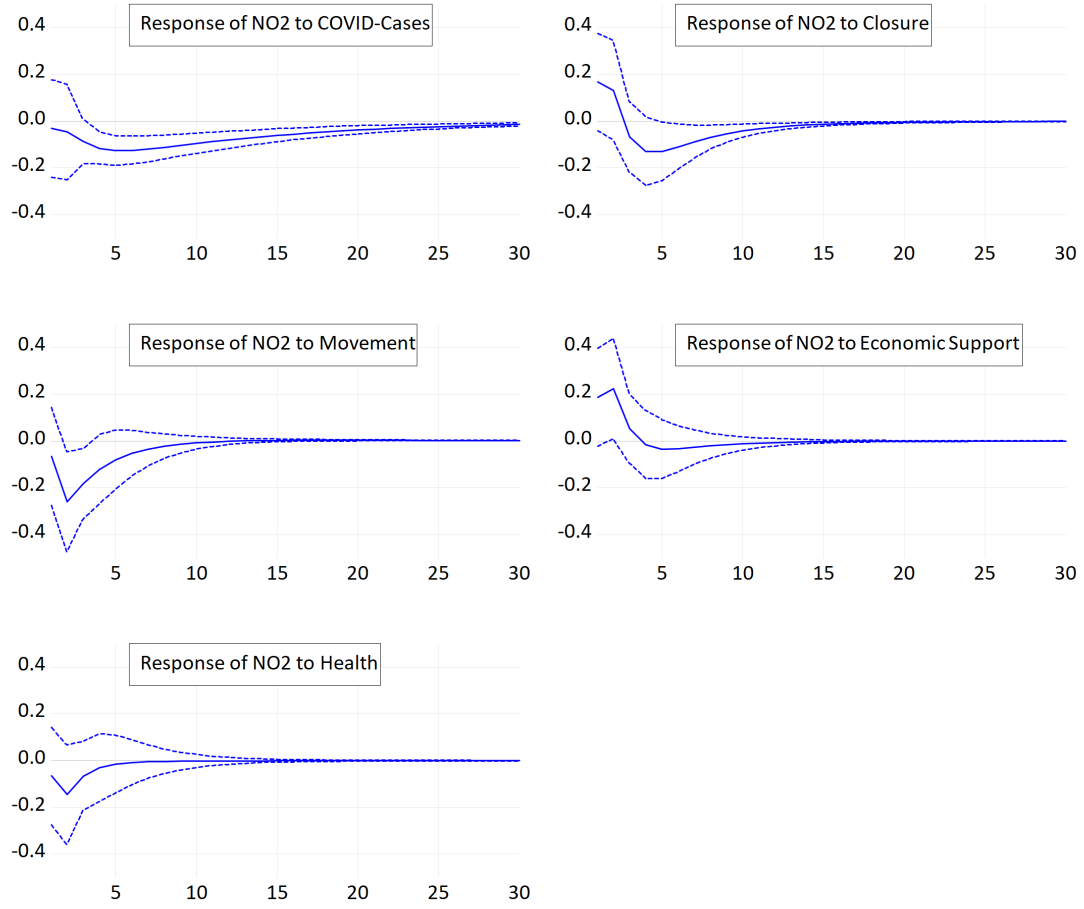 Response of NO2 to COVID-Cases
0.4
0.2
0.0
-0.2
-0.4
5 10 15 20 25 30
Response of NO2 to Closure
0.4
0.2
0.0
-0.2
-0.4
5 10 15 20 25 30
Response of NO2 to Movement
0.4
0.2
0.0
-0.2
-0.4
5 10 15 20 25 30
Response of NO2 to Economic Support
0.4
0.2
0.0
-0.2
-0.4
5 10 15 20 25 30
Response of NO2 to Health
0.4
0.2
0.0
-0.2
-0.4
5 10 15 20 25 30